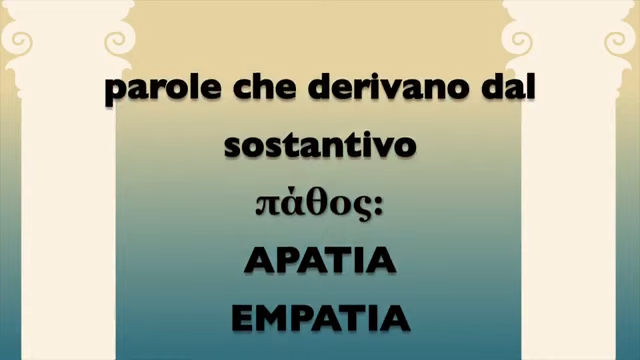 parole che derivano dal
sostantivo
πάθος:
APATIA
EMPATIA